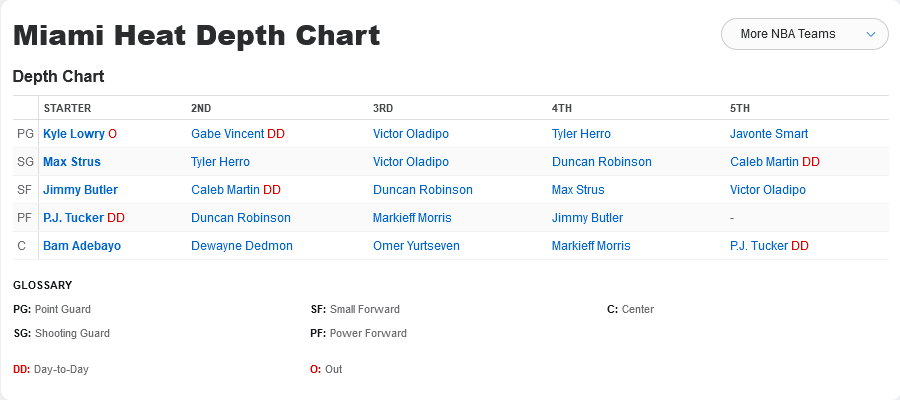 Miami Heat Depth Chart
More NBA Teams
Depth Chart
STARTER 2ND 3RD 4TH 5TH
PG Kyle Lowry O Gabe Vincent DD Victor Oladipo Tyler Herro Javonte Smart
SG Max Strus Tyler Herro Victor Oladipo Duncan Robinson Caleb Martin DD
SF Jimmy Butler Caleb Martin DD Duncan Robinson Max Strus Victor Oladipo
PF P.J. Tucker DD Duncan Robinson Markieff Morris Jimmy Butler -
C Bam Adebayo Dewayne Dedmon Omer Yurtseven Markieff Morris P.J. Tucker DD
GLOSSARY
PG: Point Guard SF: Small Forward C: Center
SG: Shooting Guard PF: Power Forward
DD: Day-to-Day O: Out